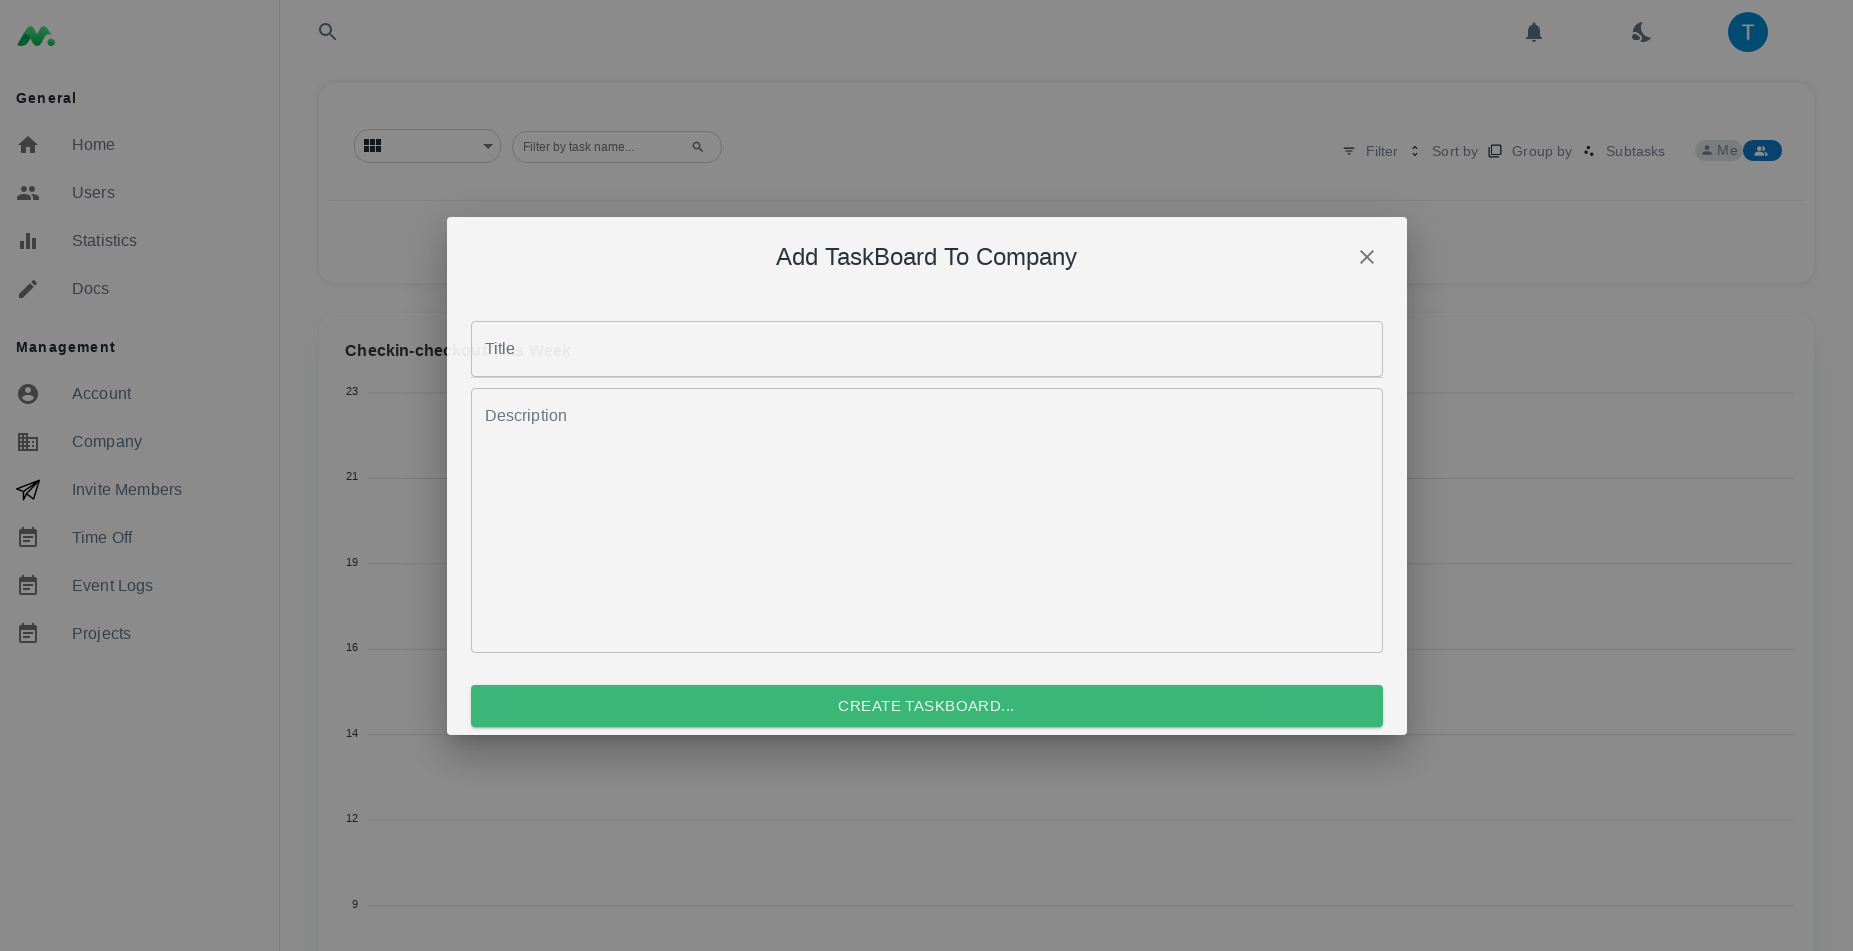 General
Home
Users
Statistics
Docs
Management
Account
Company
Invite Members
Time Off
Event Logs
Projects
T
Filter by task name...
Filter
Sort by
Group by
Subtasks
Me
Add TaskBoard To Company
Checkin-checkout This Week
Title
Description
CREATE TASKBOARD...
23
21
19
16
14
12
9